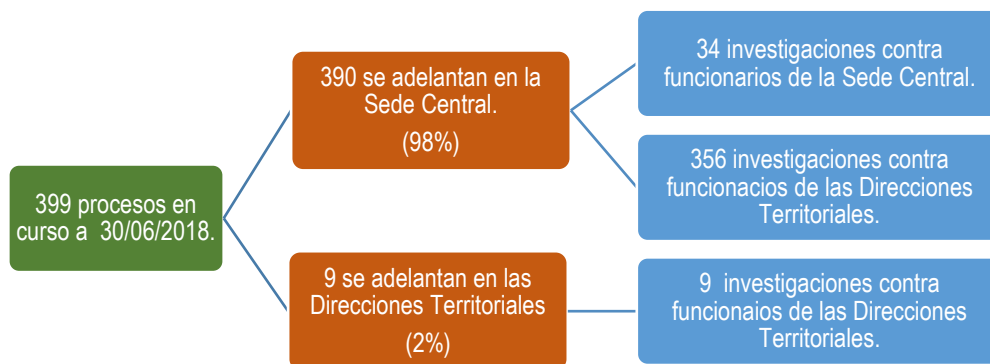 399 procesos en
curso a 30/06/2018.
390 se adelantan en la
Sede Central.
(98%)
9 se adelantan en las
Direcciones Territoriales
(2%)
34 investigaciones contra
funcionarios de la Sede Central.
356 investigaciones contra
funcionacios de las Direcciones
Territoriales.
9 investigaciones contra
funcionaios de las Direcciones
Territoriales.